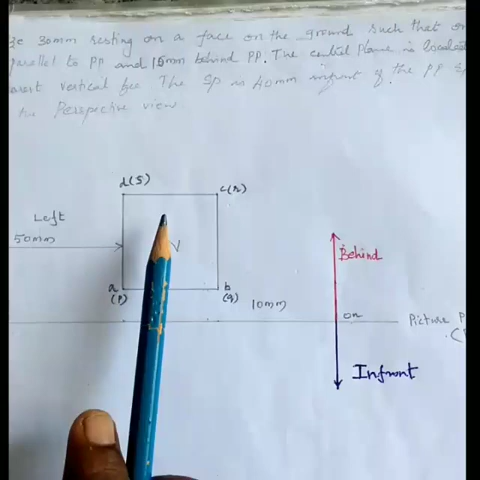 30mm resting on a face on the ground such that
parallel to PP and 15mm behind PP. The central plane is located
vertical face The SP is 40mm infront of the PP
the Perspective view
d(S) c(r)
Left
50mm
V
Behind
a b
(P) (q)
10mm
on
Picture P
Infront